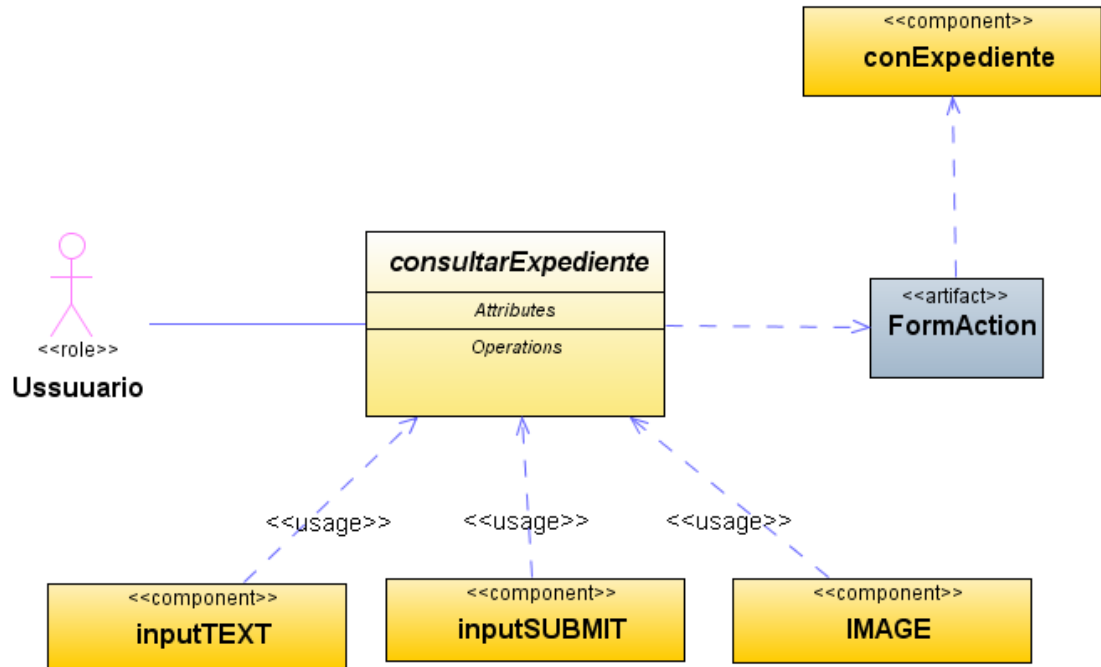 <<component>>
conExpediente
consultarExpediente
Attributes
Operations
<<artifact>>
FormAction
<<role>>
Ussuuario
<<usage>>
<<usage>>
<<usage>>
<<component>>
inputTEXT
<<component>>
inputSUBMIT
<<component>>
IMAGE